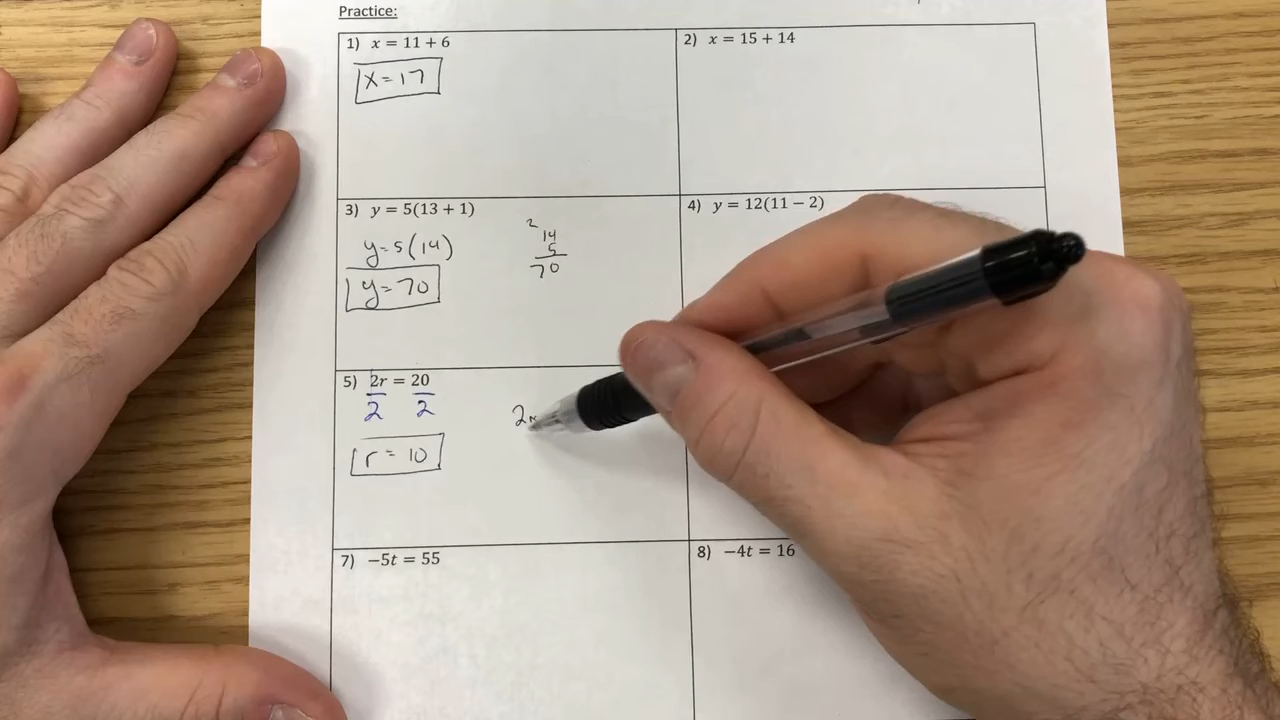 Practice:
1) x = 11 + 6
x = 17
2) x = 15 + 14
3) y = 5(13 + 1)
y = 5(14)
y = 70
2
14
5
70
4) y = 12(11 − 2)
5) 2r = 20
2 2
r = 10
2
7) −5t = 55
8) −4t = 16